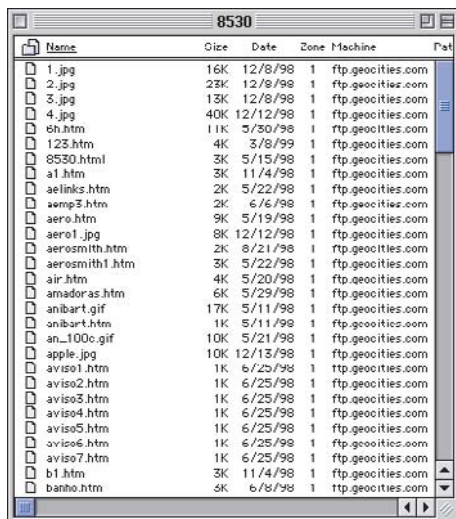 8530
Name Size Date Zone Machine Pat
1.jpg 16K 12/8/98 1 ftp.geocities.com
2.jpg 23K 12/8/98 1 ftp.geocities.com
3.jpg 13K 12/8/98 1 ftp.geocities.com
4.jpg 40K 12/12/98 1 ftp.geocities.com
6h.htm 11K 5/30/98 1 ftp.geocities.com
123.htm 4K 3/8/99 1 ftp.geocities.com
8530.html 3K 5/15/98 1 ftp.geocities.com
a1.htm 3K 11/4/98 1 ftp.geocities.com
aelinks.htm 2K 5/22/98 1 ftp.geocities.com
aemp3.htm 2K 6/6/98 1 ftp.geocities.com
aero.htm 9K 5/19/98 1 ftp.geocities.com
aero1.jpg 8K 12/12/98 1 ftp.geocities.com
aerosmith.htm 2K 8/21/98 1 ftp.geocities.com
aerosmith1.htm 3K 5/22/98 1 ftp.geocities.com
air.htm 4K 5/20/98 1 ftp.geocities.com
amadoras.htm 6K 5/29/98 1 ftp.geocities.com
anibart.gif 17K 5/11/98 1 ftp.geocities.com
anibart.htm 1K 5/11/98 1 ftp.geocities.com
an_100c.gif 10K 5/21/98 1 ftp.geocities.com
apple.jpg 10K 12/13/98 1 ftp.geocities.com
aviso1.htm 1K 6/25/98 1 ftp.geocities.com
aviso2.htm 1K 6/25/98 1 ftp.geocities.com
aviso3.htm 1K 6/25/98 1 ftp.geocities.com
aviso4.htm 1K 6/25/98 1 ftp.geocities.com
aviso5.htm 1K 6/25/98 1 ftp.geocities.com
aviso6.htm 1K 6/25/98 1 ftp.geocities.com
aviso7.htm 1K 6/25/98 1 ftp.geocities.com
b1.htm 3K 11/4/98 1 ftp.geocities.com
banho.htm 3K 6/8/98 1 ftp.geocities.com